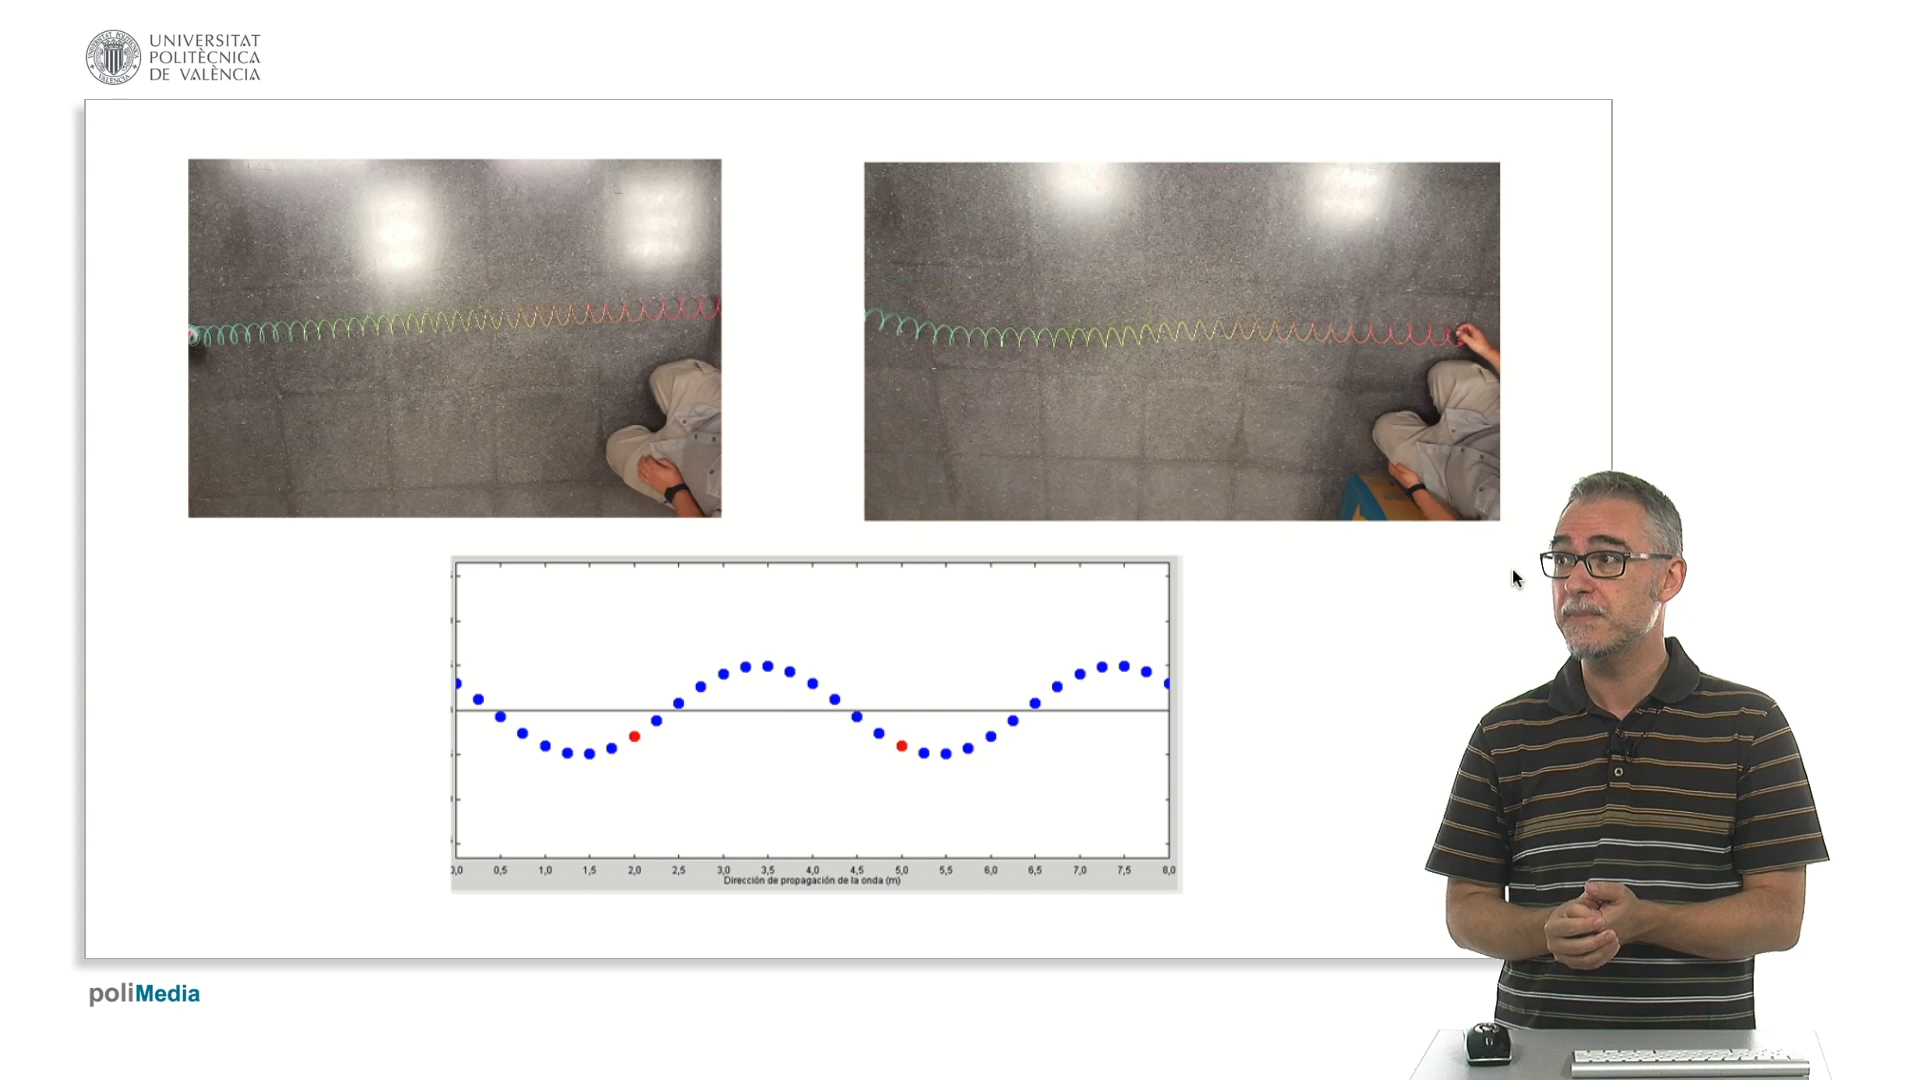 UNIVERSITAT
POLITÈCNICA
DE VALÈNCIA
0,0 0,5 1,0 1,5 2,0 2,5 3,0 3,5 4,0 4,5 5,0 5,5 6,0 6,5 7,0 7,5 8,0
Dirección de propagación de la onda (m)
poliMedia